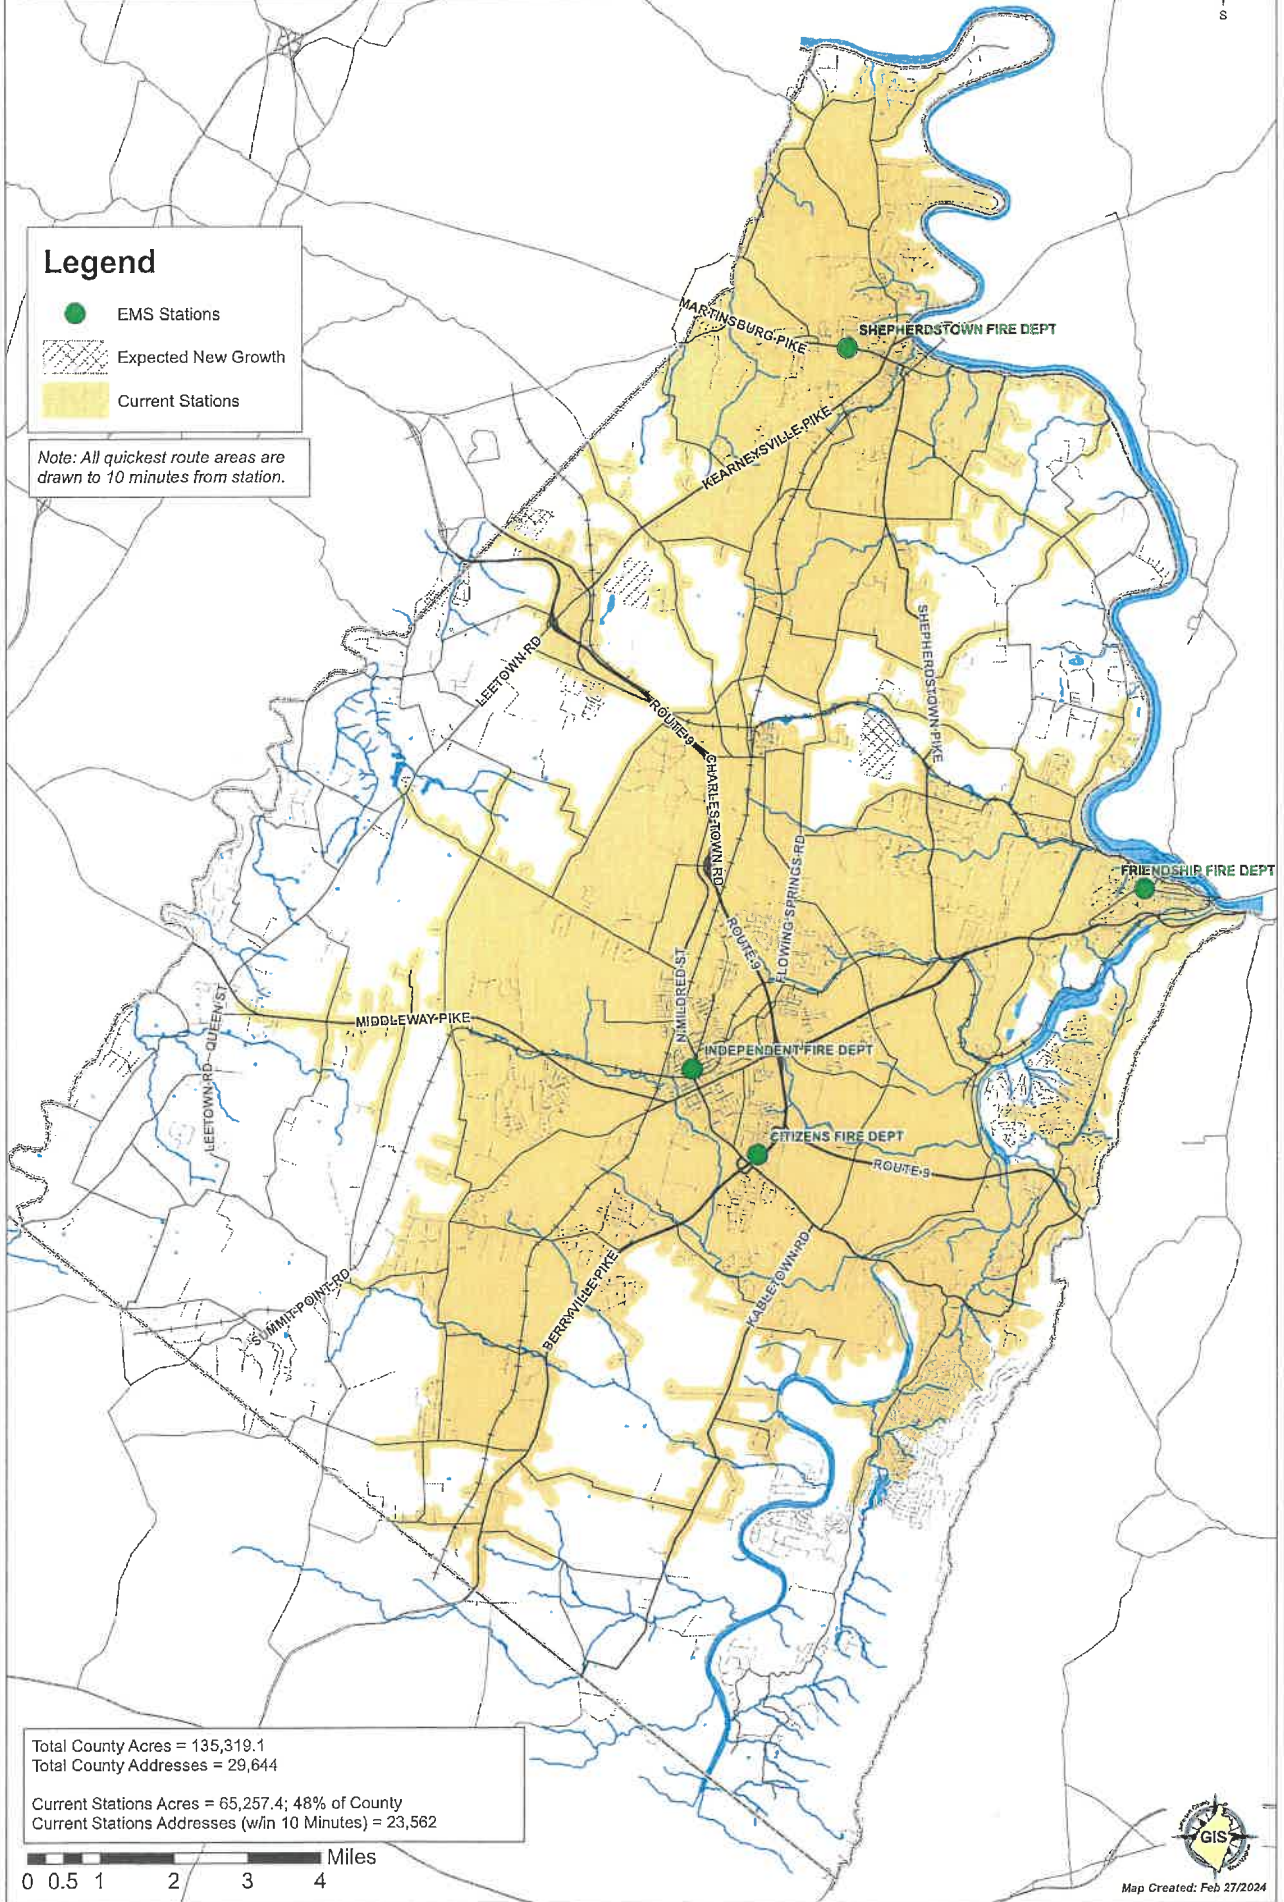 S
Legend
EMS Stations
Expected New Growth
Current Stations
Note: All quickest route areas are
drawn to 10 minutes from station.
MARTINSBURG PIKE
SHEPHERDSTOWN FIRE DEPT
KEARNEYSVILLE PIKE
SHEPHERDSTOWN PIKE
LEETOWN RD
ROUTE 9
CHARLES TOWN RD
FLOWING SPRINGS RD
FRIENDSHIP FIRE DEPT
ROUTE 9
N MILDRED ST
MIDDLEWAY PIKE
LEETOWN RD
QUEEN ST
INDEPENDENT FIRE DEPT
CITIZENS FIRE DEPT
ROUTE 9
KABLETOWN RD
BERRYVILLE PIKE
SUMMIT POINT RD
Total County Acres = 135,319.1
Total County Addresses = 29,644
Current Stations Acres = 65,257.4; 48% of County
Current Stations Addresses (w/in 10 Minutes) = 23,562
Miles
0 0.5 1 2 3 4
GIS
Map Created: Feb 27/2024